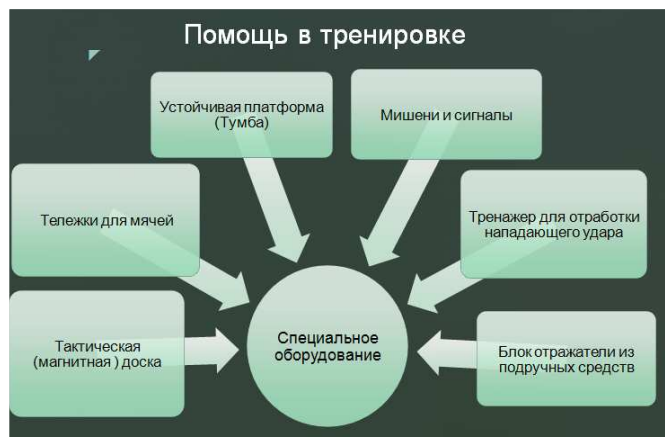 Помощь в тренировке
Устойчивая платформа
(Тумба)
Мишени и сигналы
Тележки для мячей
Тренажер для отработки
нападающего удара
Тактическая
(магнитная ) доска
Специальное
оборудование
Блок отражатели из
подручных средств